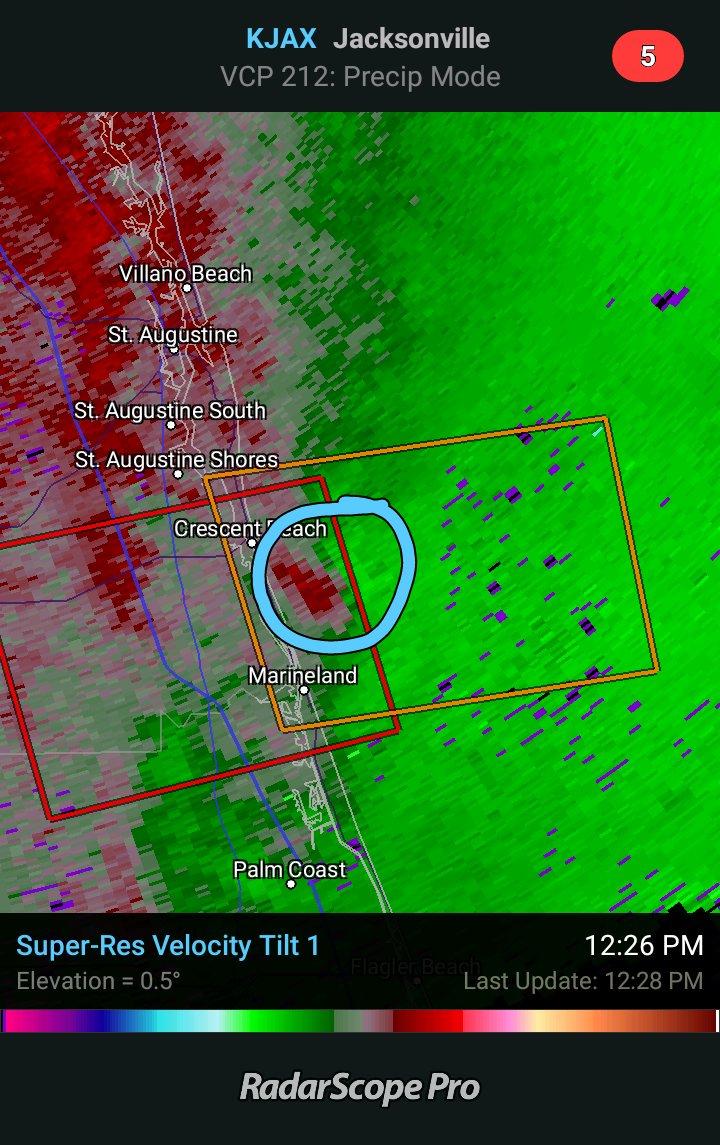 KJAX Jacksonville
VCP 212: Precip Mode
5
Villano Beach
St. Augustine
St. Augustine South
St. Augustine Shores
Crescent Beach
Marineland
Palm Coast
Flagler Beach
Super-Res Velocity Tilt 1
12:26 PM
Elevation = 0.5°
Last Update: 12:28 PM
RadarScope Pro